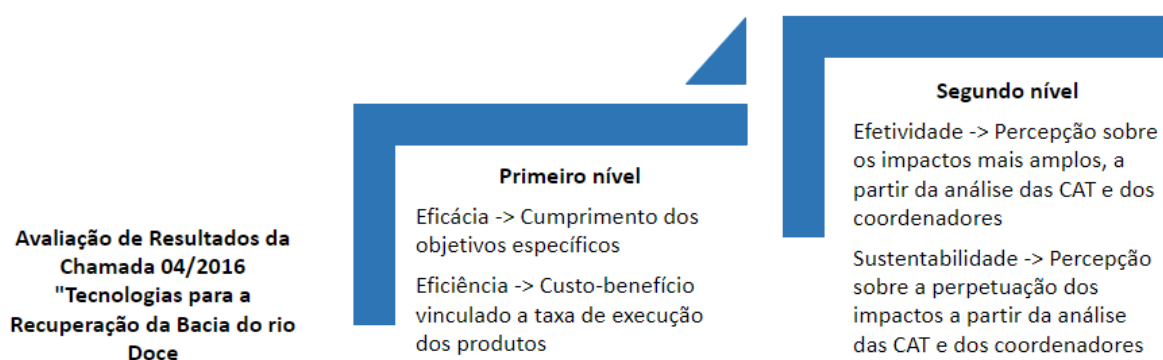 Avaliação de Resultados da
Chamada 04/2016
"Tecnologias para a
Recuperação da Bacia do rio
Doce
Primeiro nível
Eficácia -> Cumprimento dos
objetivos específicos
Eficiência -> Custo-benefício
vinculado a taxa de execução
dos produtos
Segundo nível
Efetividade -> Percepção sobre
os impactos mais amplos, a
partir da análise das CAT e dos
coordenadores
Sustentabilidade -> Percepção
sobre a perpetuação dos
impactos a partir da análise
das CAT e dos coordenadores